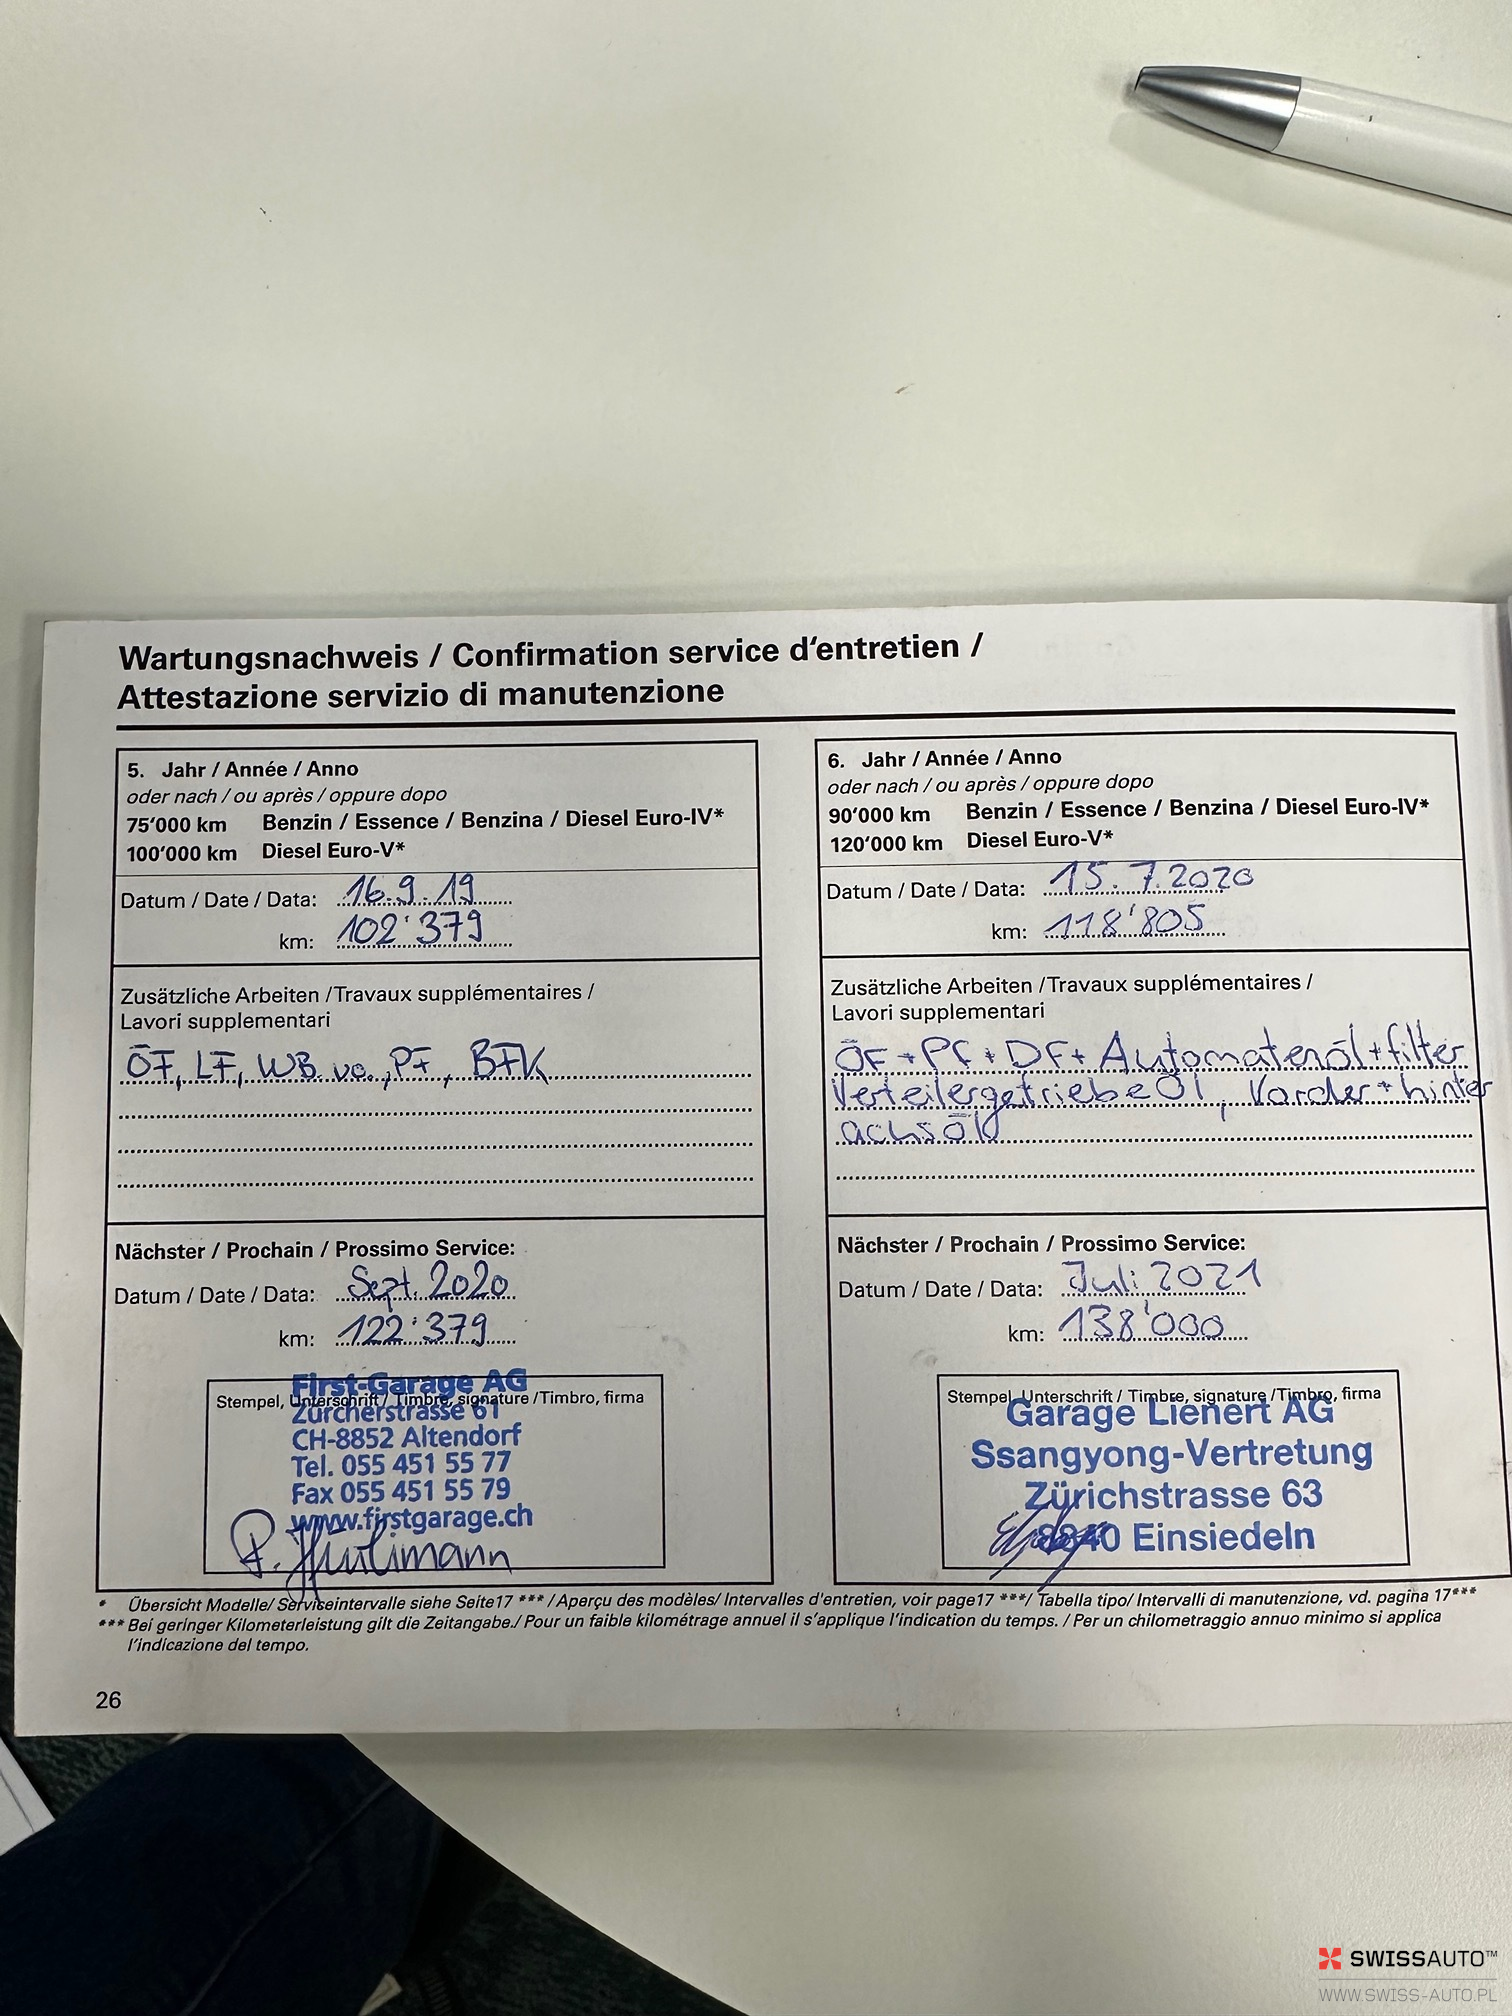 Wartungsnachweis / Confirmation service d'entretien /
Attestazione servizio di manutenzione
5. Jahr / Année / Anno
oder nach / ou après / oppure dopo
75'000 km Benzin / Essence / Benzina / Diesel Euro-IV*
100'000 km Diesel Euro-V*
Datum / Date / Data: 16.9.19
km: 102'379
Zusätzliche Arbeiten / Travaux supplémentaires /
Lavori supplementari
ÖF, LF, WB vo., PF, BFK
Nächster / Prochain / Prossimo Service:
Datum / Date / Data: Sept. 2020
km: 122'379
Stempel, Unterschrift / Timbre, signature / Timbro, firma
First-Garage AG
Zürcherstrasse 61
CH-8852 Altendorf
Tel. 055 451 55 77
Fax 055 451 55 79
www.firstgarage.ch
6. Jahr / Année / Anno
oder nach / ou après / oppure dopo
90'000 km Benzin / Essence / Benzina / Diesel Euro-IV*
120'000 km Diesel Euro-V*
Datum / Date / Data: 15.7.2020
km: 118'805
Zusätzliche Arbeiten / Travaux supplémentaires /
Lavori supplementari
ÖF + PF + DF + Automatenöl + filter
VerteilergetriebeÖl, Vorder + hinter
achsöl
Nächster / Prochain / Prossimo Service:
Datum / Date / Data: Juli 2021
km: 138'000
Stempel, Unterschrift / Timbre, signature / Timbro, firma
Garage Lienert AG
Ssangyong-Vertretung
Zürichstrasse 63
8840 Einsiedeln
* Übersicht Modelle/ Serviceintervalle siehe Seite17 *** / Aperçu des modèles/ Intervalles d'entretien, voir page17 ***/ Tabella tipo/ Intervalli di manutenzione, vd. pagina 17***
*** Bei geringer Kilometerleistung gilt die Zeitangabe./ Pour un faible kilométrage annuel il s'applique l'indication du temps. / Per un chilometraggio annuo minimo si applica
l'indicazione del tempo.
26
SWISSAUTO™
WWW.SWISS-AUTO.PL